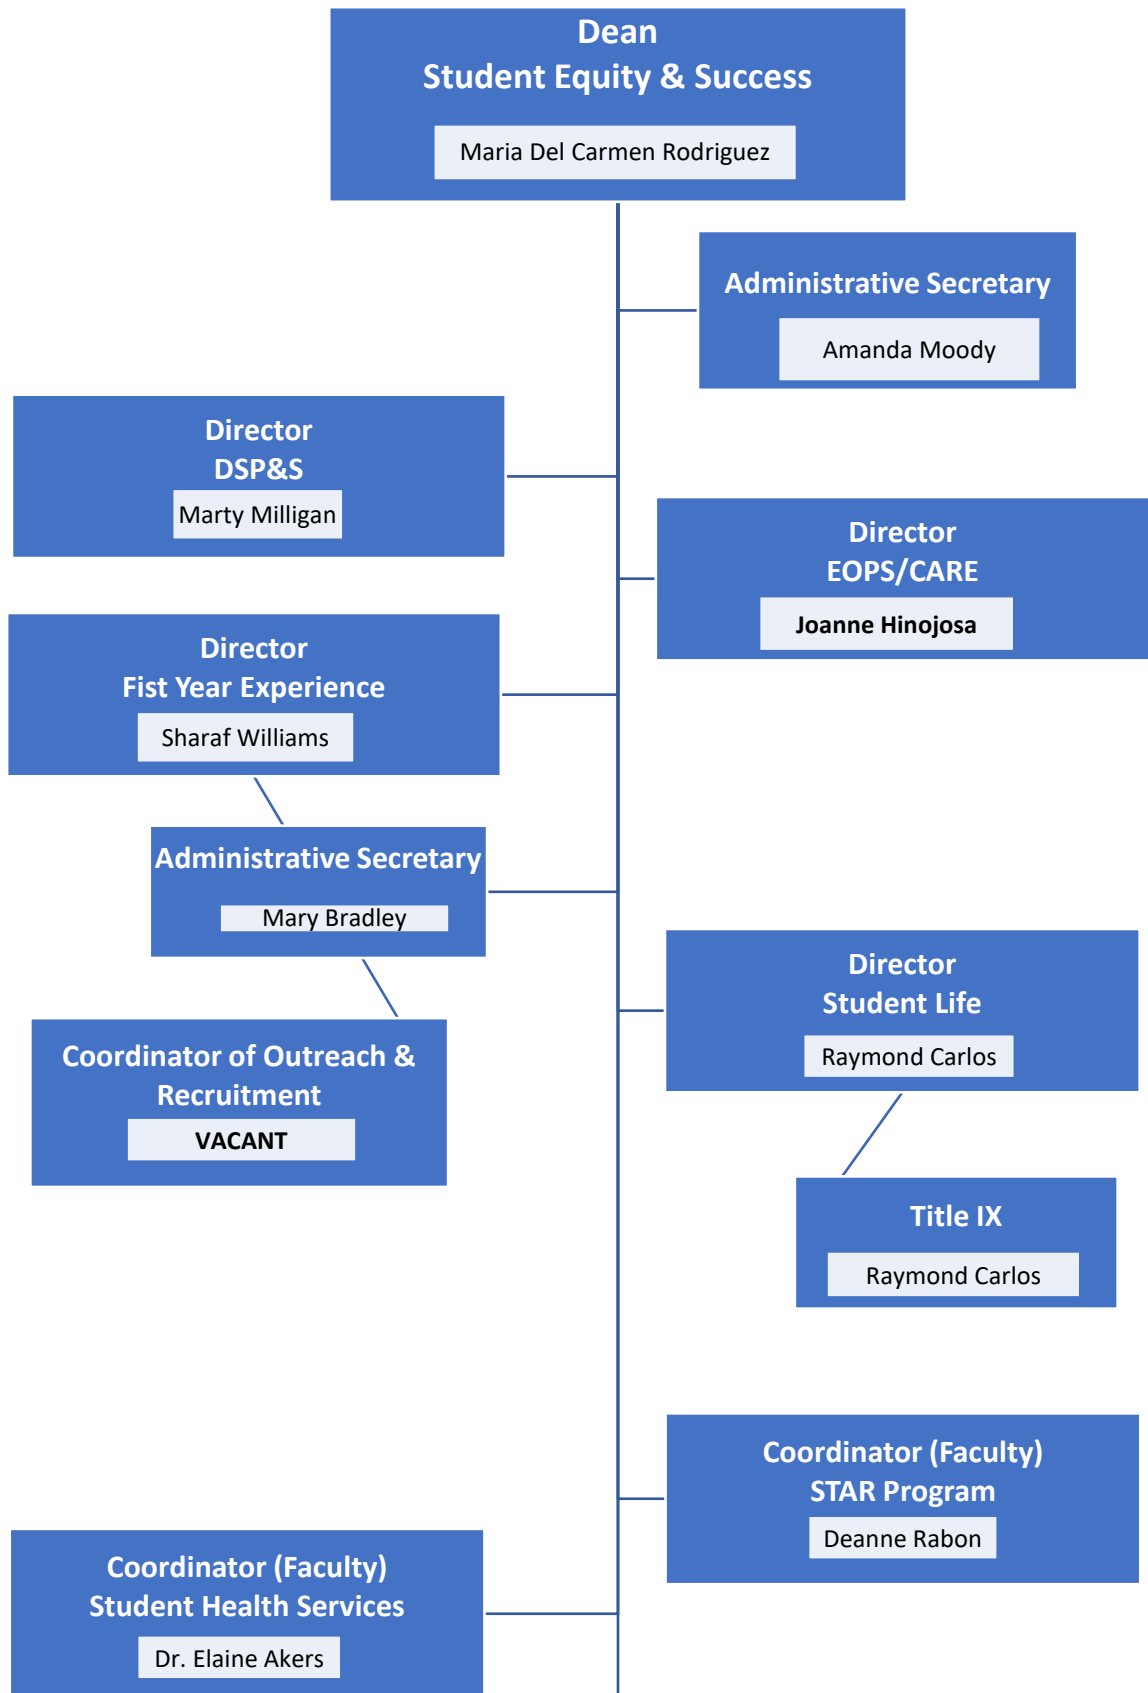 Dean
Student Equity & Success
Maria Del Carmen Rodriguez
Administrative Secretary
Amanda Moody
Director
DSP&S
Marty Milligan
Director
EOPS/CARE
Joanne Hinojosa
Director
Fist Year Experience
Sharaf Williams
Administrative Secretary
Mary Bradley
Director
Student Life
Raymond Carlos
Coordinator of Outreach &
Recruitment
VACANT
Title IX
Raymond Carlos
Coordinator (Faculty)
STAR Program
Deanne Rabon
Coordinator (Faculty)
Student Health Services
Dr. Elaine Akers